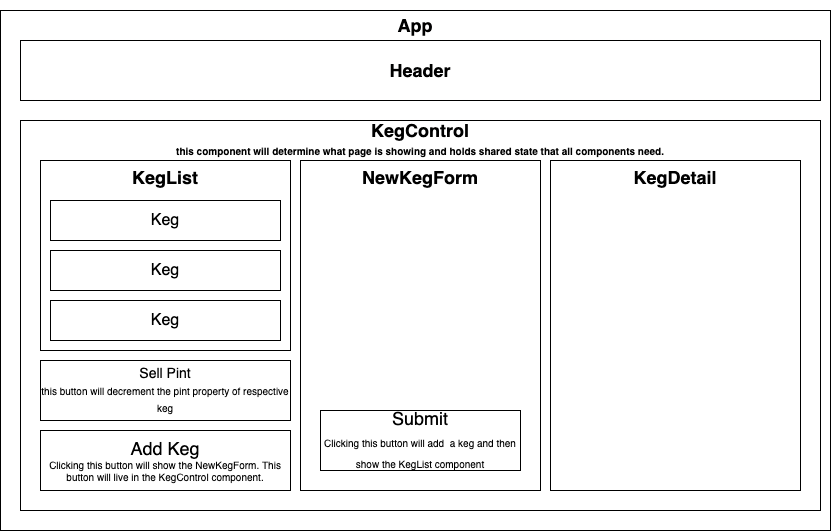 App
Header
KegControl
this component will determine what page is showing and holds shared state that all components need.
KegList
Keg
Keg
Keg
Sell Pint
this button will decrement the pint property of respective
keg
Add Keg
Clicking this button will show the NewKegForm. This
button will live in the KegControl component.
NewKegForm
Submit
Clicking this button will add a keg and then
show the KegList component
KegDetail